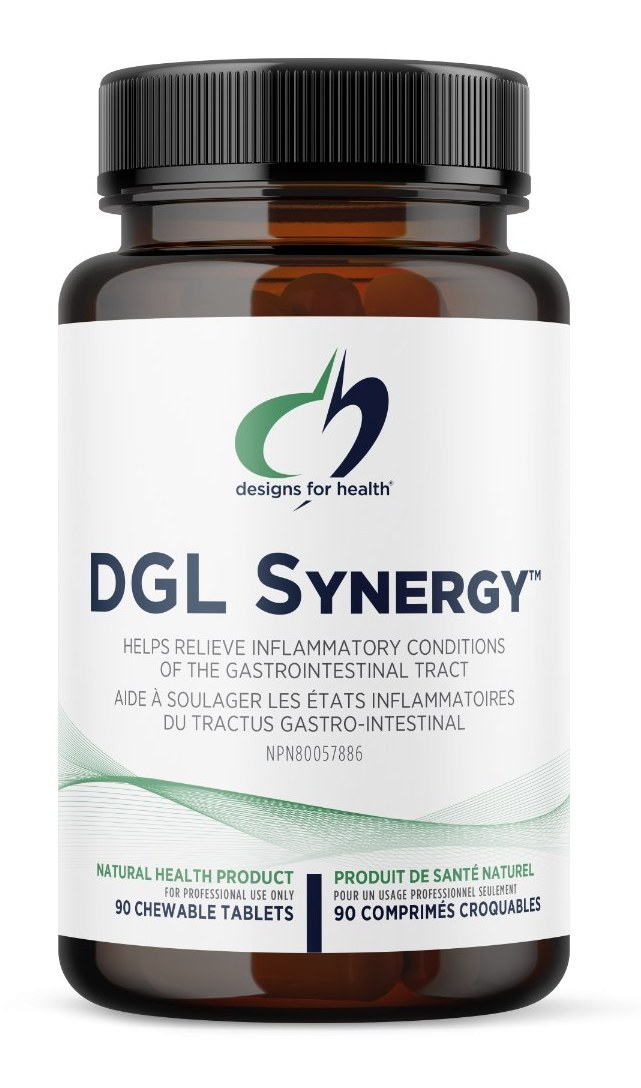 designs for health®
DGL SYNERGY™
HELPS RELIEVE INFLAMMATORY CONDITIONS
OF THE GASTROINTESTINAL TRACT
AIDE À SOULAGER LES ÉTATS INFLAMMATOIRES
DU TRACTUS GASTRO-INTESTINAL
NPN80057886
NATURAL HEALTH PRODUCT
FOR PROFESSIONAL USE ONLY
90 CHEWABLE TABLETS
PRODUIT DE SANTÉ NATUREL
POUR UN USAGE PROFESSIONNEL SEULEMENT
90 COMPRIMÉS CROQUABLES